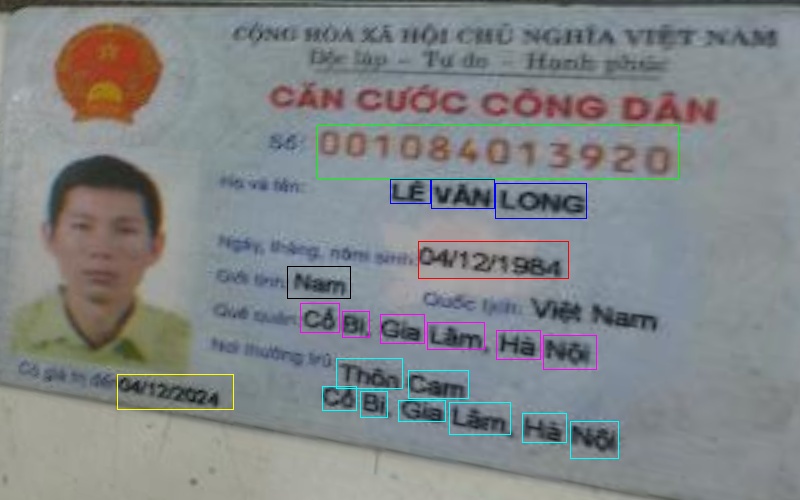 CỘNG HÒA XÃ HỘI CHỦ NGHĨA VIỆT NAM
Độc lập - Tự do - Hạnh phúc
CĂN CƯỚC CÔNG DÂN
Số: 001084013920
Họ và tên: LÊ VĂN LONG
Ngày, tháng, năm sinh: 04/12/1984
Giới tính: Nam Quốc tịch: Việt Nam
Quê quán: Cổ Bi, Gia Lâm, Hà Nội
Nơi thường trú: Thôn Cam
Cổ Bi, Gia Lâm, Hà Nội
Có giá trị đến: 04/12/2024